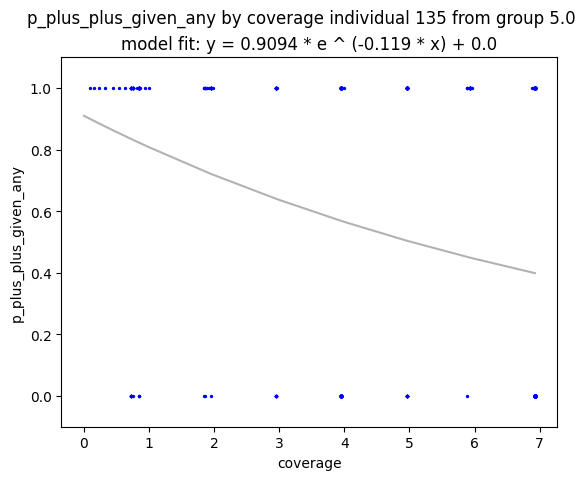 p_plus_plus_given_any by coverage individual 135 from group 5.0
model fit: y = 0.9094 * e ^ (-0.119 * x) + 0.0
p_plus_plus_given_any
1.0
0.8
0.6
0.4
0.2
0.0
0 1 2 3 4 5 6 7
coverage